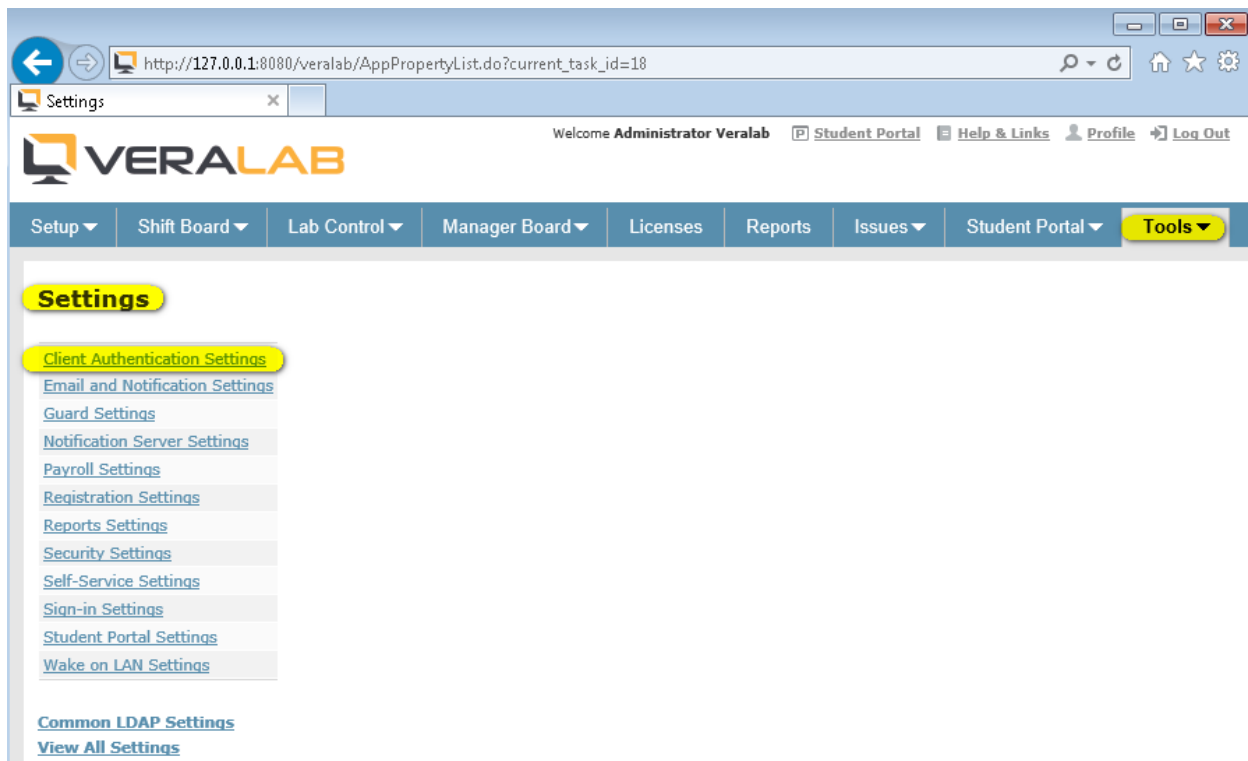 http://127.0.0.1:8080/veralab/AppPropertyList.do?current_task_id=18
Settings
Welcome Administrator Veralab P Student Portal Help & Links Profile Log Out
VERALAB
Setup Shift Board Lab Control Manager Board Licenses Reports Issues Student Portal Tools
Settings
Client Authentication Settings
Email and Notification Settings
Guard Settings
Notification Server Settings
Payroll Settings
Registration Settings
Reports Settings
Security Settings
Self-Service Settings
Sign-in Settings
Student Portal Settings
Wake on LAN Settings
Common LDAP Settings
View All Settings